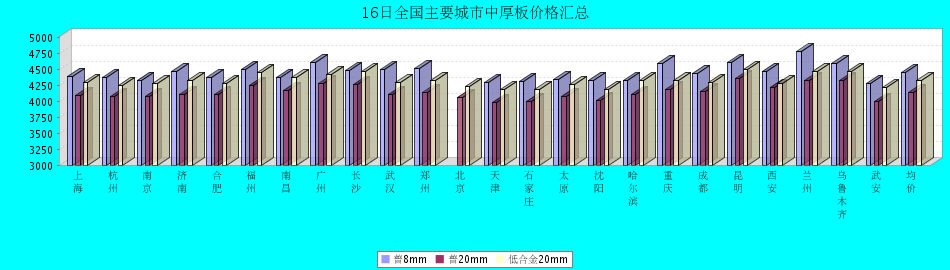 16日全国主要城市中厚板价格汇总
5000
4750
4500
4250
4000
3750
3500
3250
3000
上海
杭州
南京
济南
合肥
福州
南昌
广州
长沙
武汉
郑州
北京
天津
石家庄
太原
沈阳
哈尔滨
重庆
成都
昆明
西安
兰州
乌鲁木齐
武安
均价
普8mm 普20mm 低合金20mm